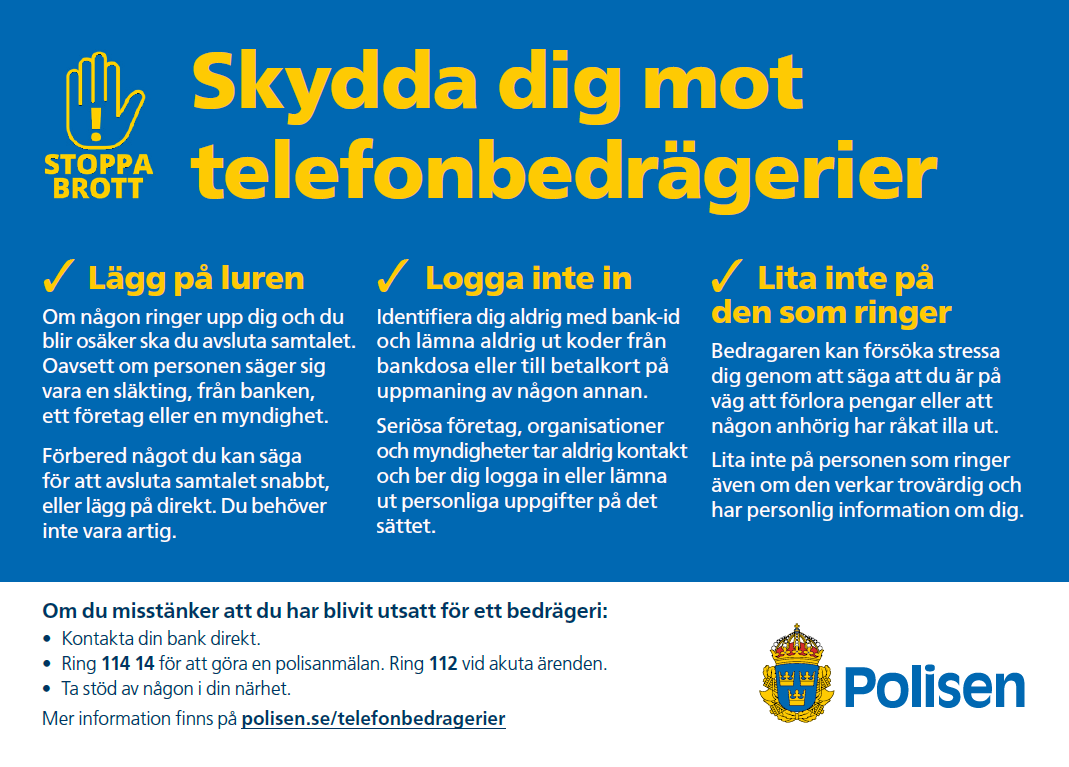 STOPPA
BROTT
Skydda dig mot
telefonbedrägerier
✓ Lägg på luren
Om någon ringer upp dig och du
blir osäker ska du avsluta samtalet.
Oavsett om personen säger sig
vara en släkting, från banken,
ett företag eller en myndighet.
Förbered något du kan säga
för att avsluta samtalet snabbt,
eller lägg på direkt. Du behöver
inte vara artig.
✓ Logga inte in
Identifiera dig aldrig med bank-id
och lämna aldrig ut koder från
bankdosa eller till betalkort på
uppmaning av någon annan.
Seriösa företag, organisationer
och myndigheter tar aldrig kontakt
och ber dig logga in eller lämna
ut personliga uppgifter på det
sättet.
✓ Lita inte på
den som ringer
Bedragaren kan försöka stressa
dig genom att säga att du är på
väg att förlora pengar eller att
någon anhörig har råkat illa ut.
Lita inte på personen som ringer
även om den verkar trovärdig och
har personlig information om dig.
Om du misstänker att du har blivit utsatt för ett bedrägeri:
• Kontakta din bank direkt.
• Ring 114 14 för att göra en polisanmälan. Ring 112 vid akuta ärenden.
• Ta stöd av någon i din närhet.
Mer information finns på polisen.se/telefonbedragerier
Polisen